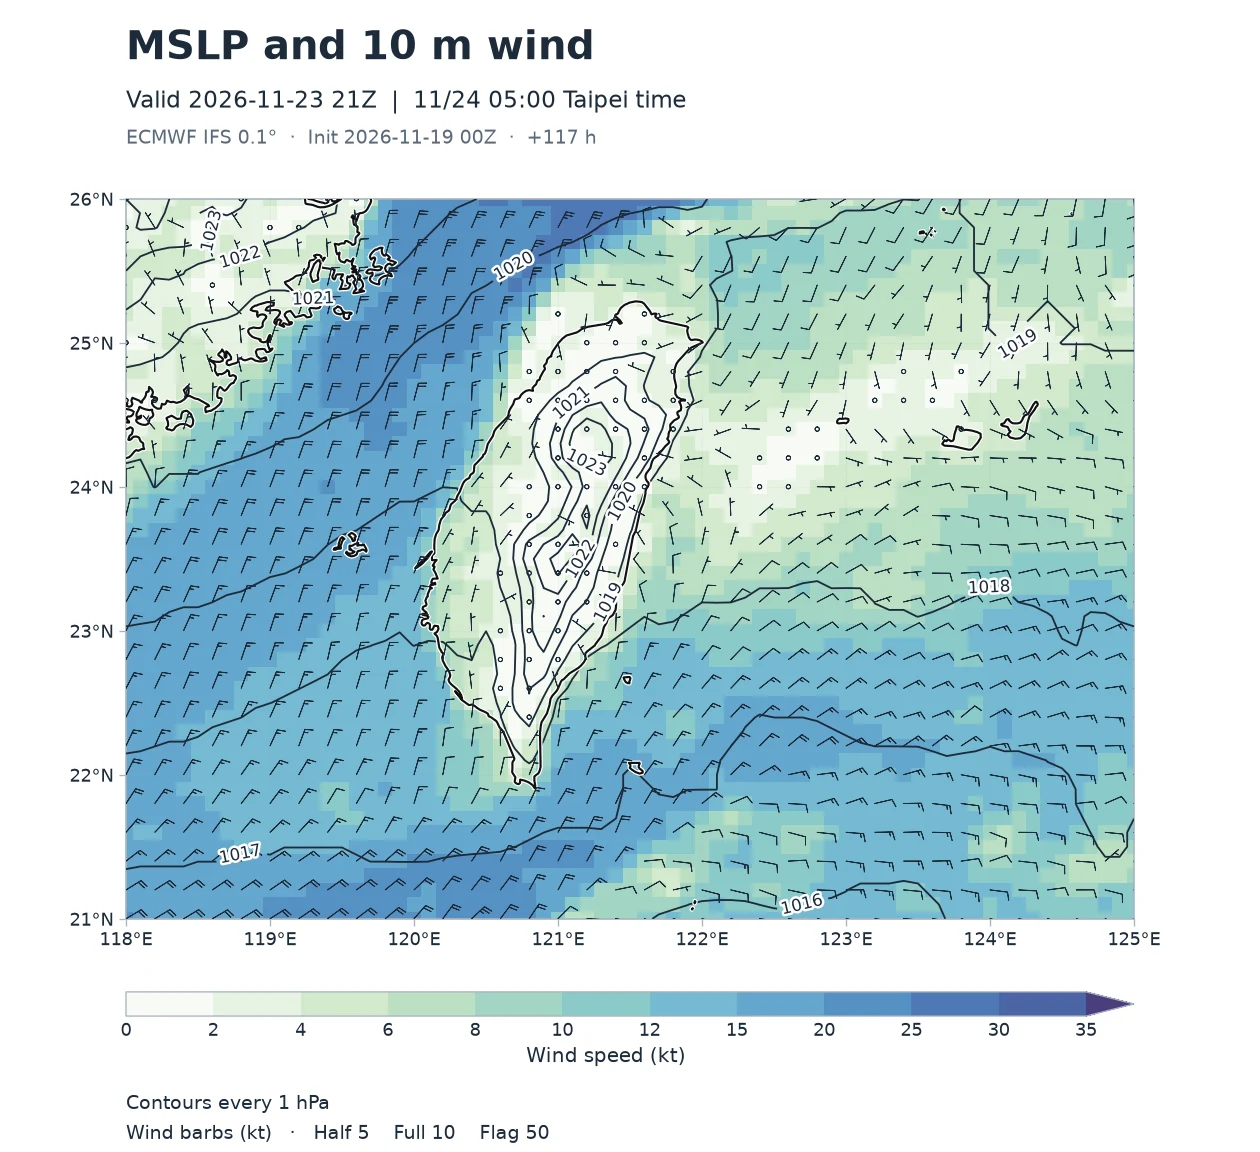 MSLP and 10 m wind
Valid 2026-11-23 21Z | 11/24 05:00 Taipei time
ECMWF IFS 0.1° · Init 2026-11-19 00Z · +117 h
26°N
25°N
24°N
23°N
22°N
21°N
1023
1022
1021
1020
1019
1021
1023
1020
1022
1019
1018
1017
1016
118°E 119°E 120°E 121°E 122°E 123°E 124°E 125°E
0 2 4 6 8 10 12 15 20 25 30 35
Wind speed (kt)
Contours every 1 hPa
Wind barbs (kt) · Half 5 Full 10 Flag 50